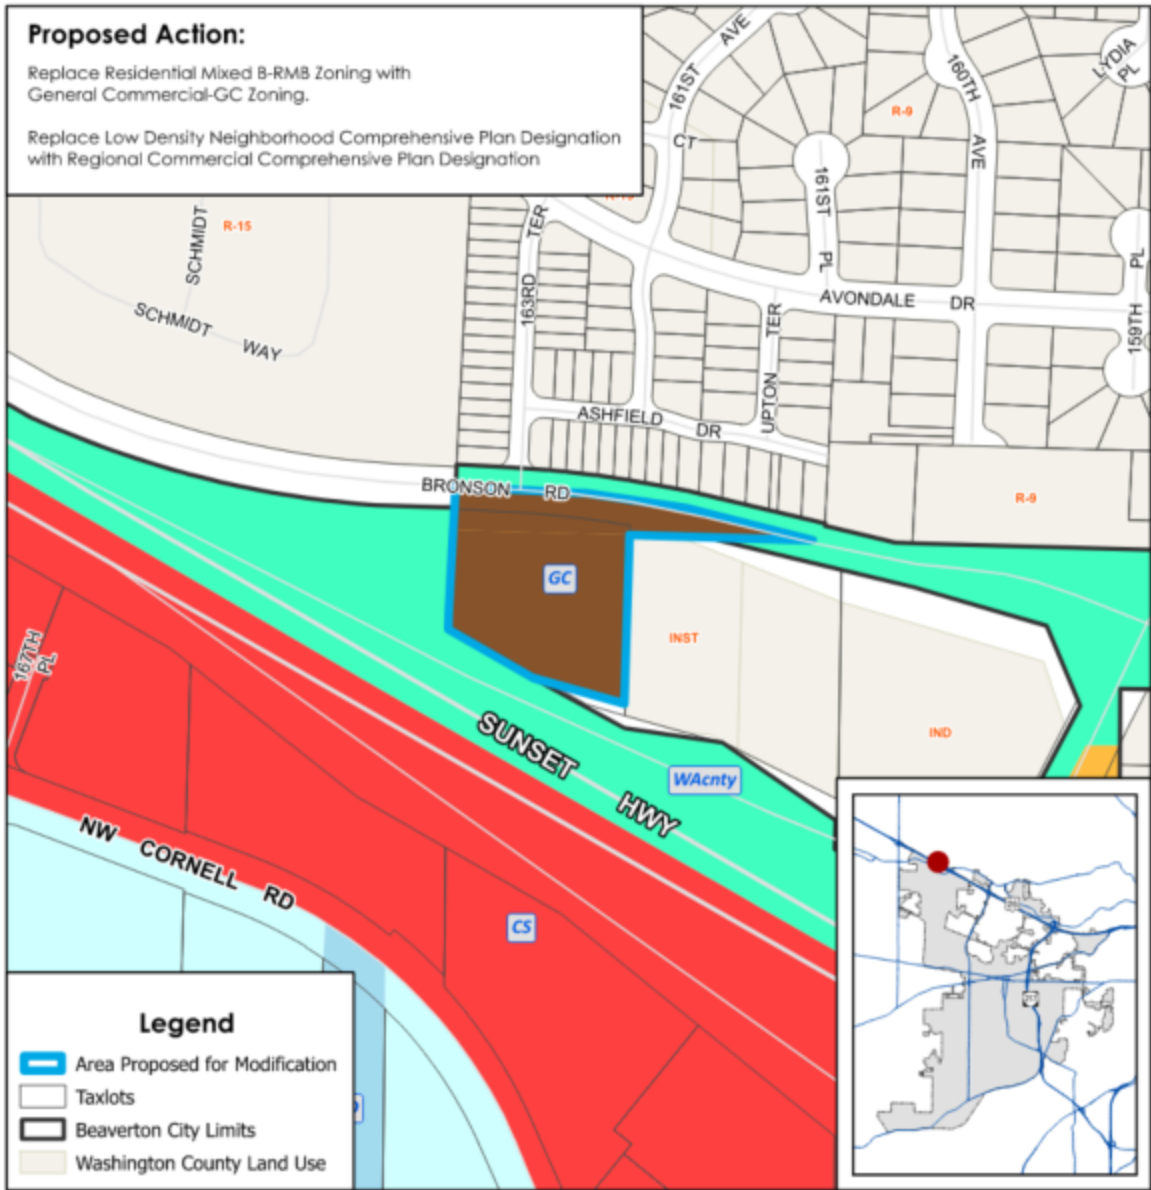 Proposed Action:
Replace Residential Mixed B-RMB Zoning with
General Commercial-GC Zoning.
Replace Low Density Neighborhood Comprehensive Plan Designation
with Regional Commercial Comprehensive Plan Designation
161ST AVE
CT
161ST PL
160TH AVE
LYDIA PL
R-9
159TH PL
AVONDALE DR
UPTON TER
163RD TER
ASHFIELD DR
R-15
SCHMIDT
SCHMIDT WAY
BRONSON RD
R-9
GC
INST
IND
167TH PL
SUNSET HWY
WAcnty
NW CORNELL RD
CS
Legend
Area Proposed for Modification
Taxlots
Beaverton City Limits
Washington County Land Use